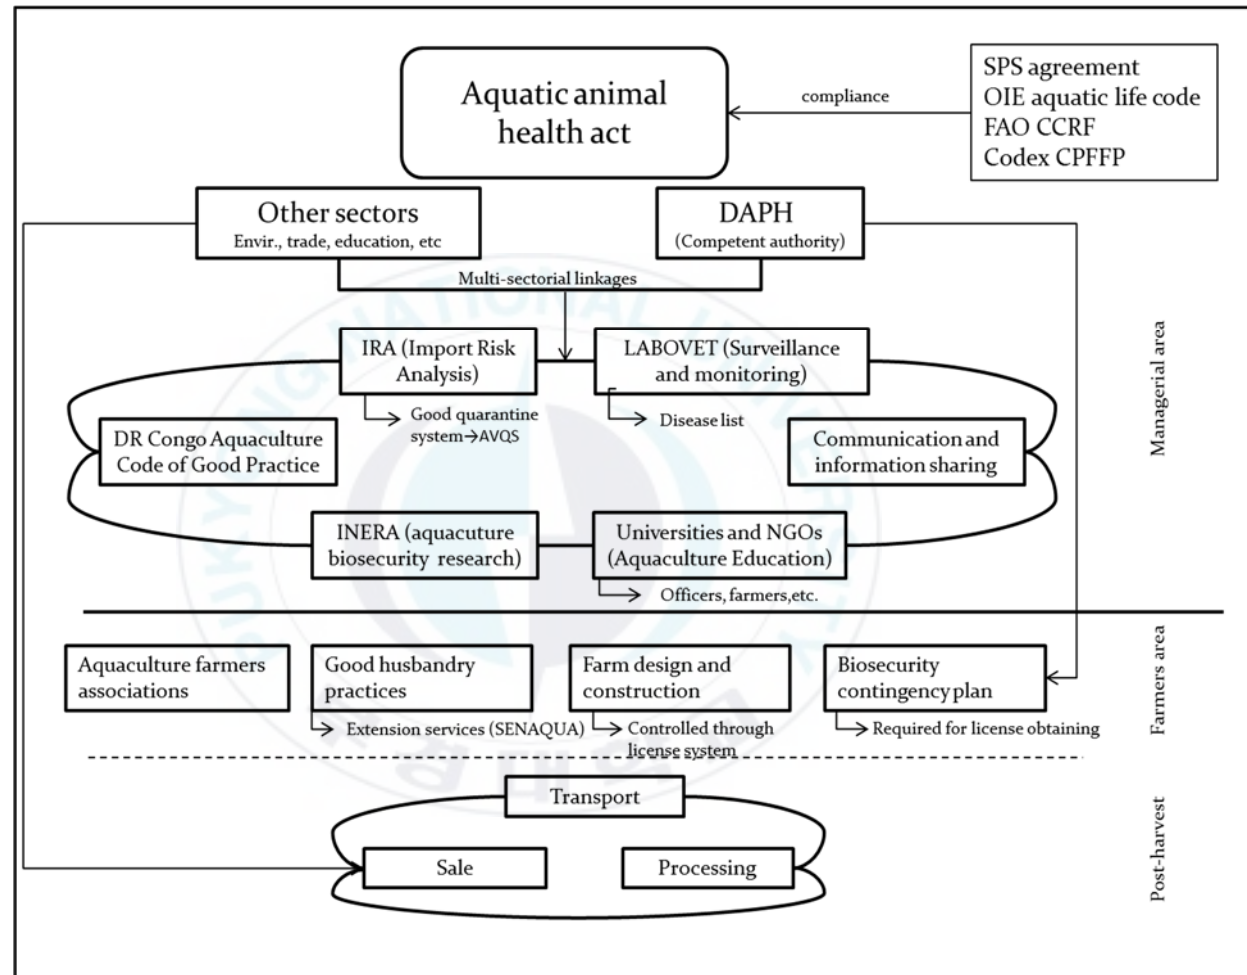 Aquatic animal
health act
compliance
SPS agreement
OIE aquatic life code
FAO CCRF
Codex CPFFP
Other sectors
Envir., trade, education, etc
DAPH
(Competent authority)
Multi-sectorial linkages
IRA (Import Risk
Analysis)
LABOVET (Surveillance
and monitoring)
Good quarantine
system→AVQS
Disease list
DR Congo Aquaculture
Code of Good Practice
Communication and
information sharing
INERA (aquacuture
biosecurity research)
Universities and NGOs
(Aquaculture Education)
Officers, farmers,etc.
Managerial area
Aquaculture farmers
associations
Good husbandry
practices
Farm design and
construction
Biosecurity
contingency plan
Extension services (SENAQUA)
Controlled through
license system
Required for license obtaining
Farmers area
Transport
Sale
Processing
Post-harvest
PUKYONG NATIONAL UNIVERSITY